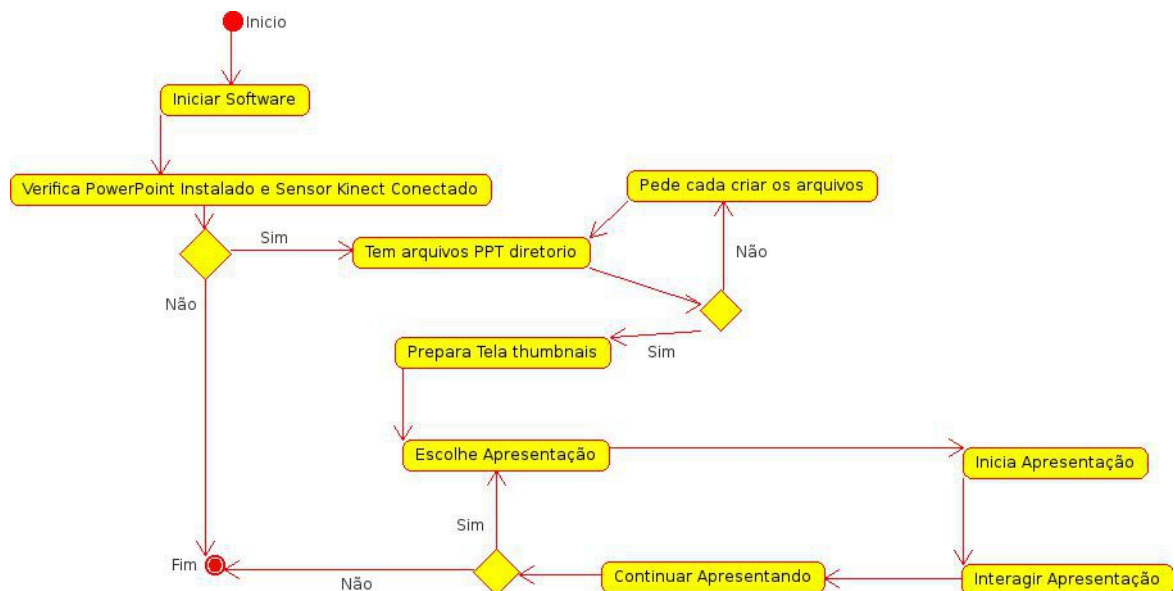 Inicio
Iniciar Software
Verifica PowerPoint Instalado e Sensor Kinect Conectado
Pede cada criar os arquivos
Sim
Tem arquivos PPT diretorio
Não
Não
Sim
Prepara Tela thumbnais
Escolhe Apresentação
Inicia Apresentação
Sim
Fim
Não
Continuar Apresentando
Interagir Apresentação